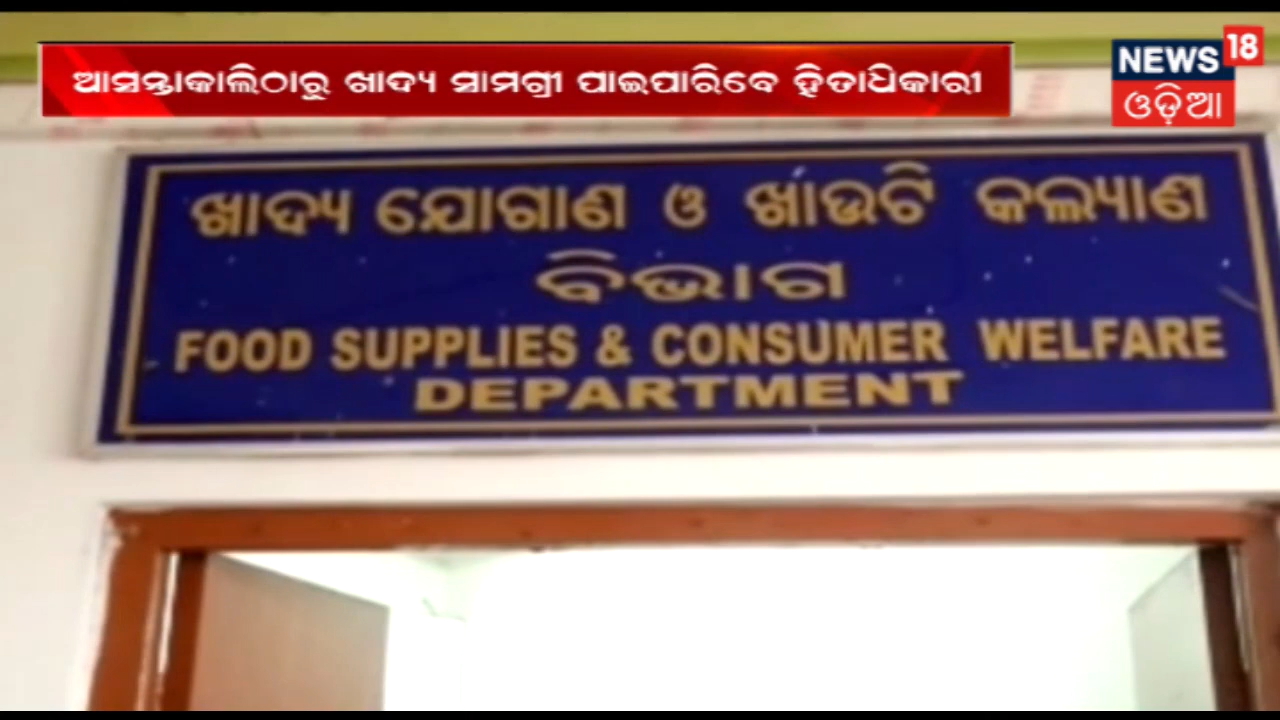 ଆସନ୍ତାକାଲିଠାରୁ ଖାଦ୍ୟ ସାମଗ୍ରୀ ପାଇପାରିବେ ହିତାଧିକାରୀ
NEWS 18
ଓଡ଼ିଆ
ଖାଦ୍ୟ ଯୋଗାଣ ଓ ଖାଉଟି କଲ୍ୟାଣ
ବିଭାଗ
FOOD SUPPLIES & CONSUMER WELFARE
DEPARTMENT